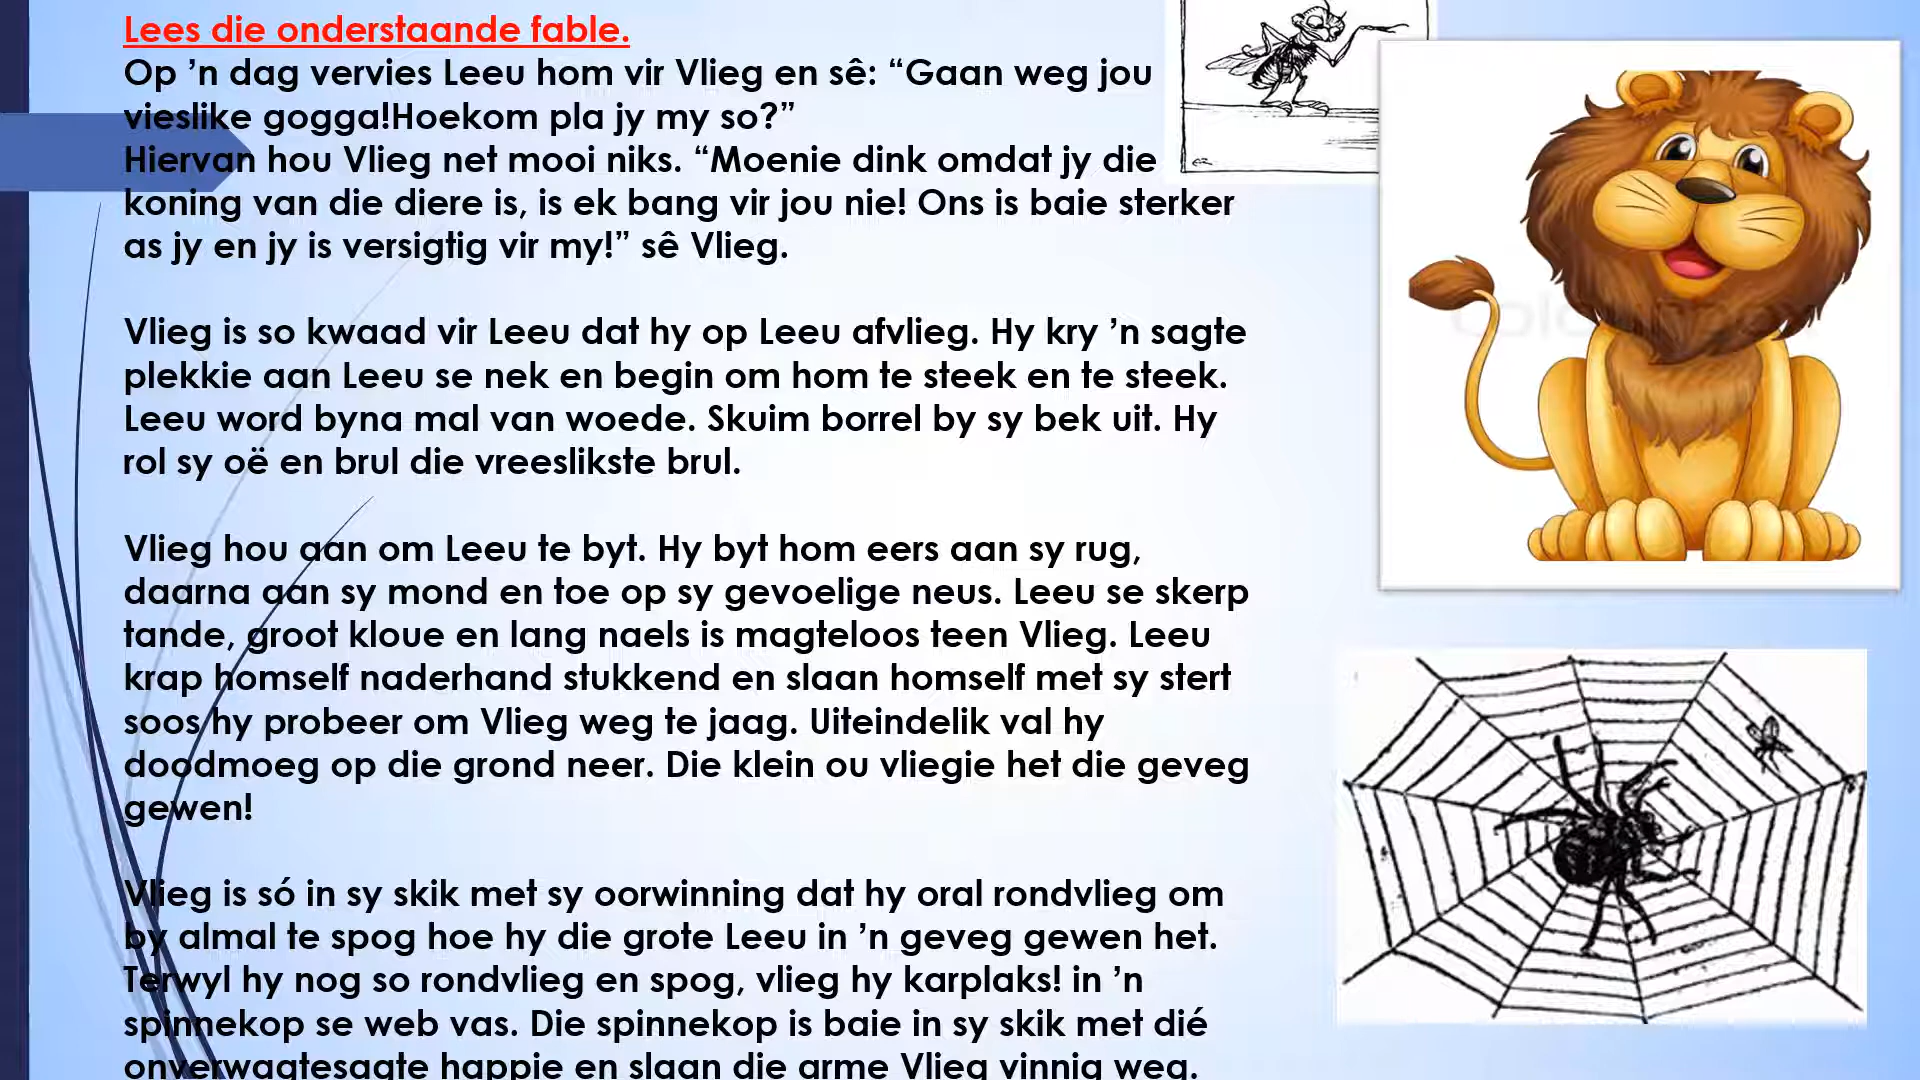 Lees die onderstaande fable.
Op ’n dag vervies Leeu hom vir Vlieg en sê: “Gaan weg jou
vieslike gogga!Hoekom pla jy my so?”
Hiervan hou Vlieg net mooi niks. “Moenie dink omdat jy die
koning van die diere is, is ek bang vir jou nie! Ons is baie sterker
as jy en jy is versigtig vir my!” sê Vlieg.
Vlieg is so kwaad vir Leeu dat hy op Leeu afvlieg. Hy kry ’n sagte
plekkie aan Leeu se nek en begin om hom te steek en te steek.
Leeu word byna mal van woede. Skuim borrel by sy bek uit. Hy
rol sy oë en brul die vreeslikste brul.
Vlieg hou aan om Leeu te byt. Hy byt hom eers aan sy rug,
daarna aan sy mond en toe op sy gevoelige neus. Leeu se skerp
tande, groot kloue en lang naels is magteloos teen Vlieg. Leeu
krap homself naderhand stukkend en slaan homself met sy stert
soos hy probeer om Vlieg weg te jaag. Uiteindelik val hy
doodmoeg op die grond neer. Die klein ou vliegie het die geveg
gewen!
Vlieg is só in sy skik met sy oorwinning dat hy oral rondvlieg om
by almal te spog hoe hy die grote Leeu in ’n geveg gewen het.
Terwyl hy nog so rondvlieg en spog, vlieg hy karplaks! in ’n
spinnekop se web vas. Die spinnekop is baie in sy skik met dié
onverwagtesagte happie en slaan die arme Vlieg vinnig weg.